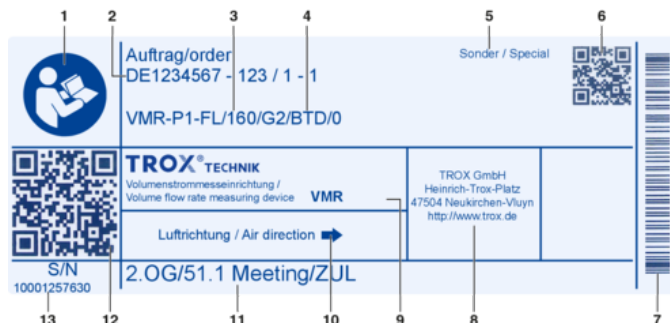 1
2
3
4
5
6
Auftrag/order
DE1234567 - 123 / 1 - 1
Sonder / Special
VMR-P1-FL/160/G2/BTD/0
TROX® TECHNIK
Volumenstrommesseinrichtung /
Volume flow rate measuring device VMR
TROX GmbH
Heinrich-Trox-Platz
47504 Neukirchen-Vluyn
http://www.trox.de
Luftrichtung / Air direction
S/N
10001257630
2.OG/51.1 Meeting/ZUL
13
12
11
10
9
8
7